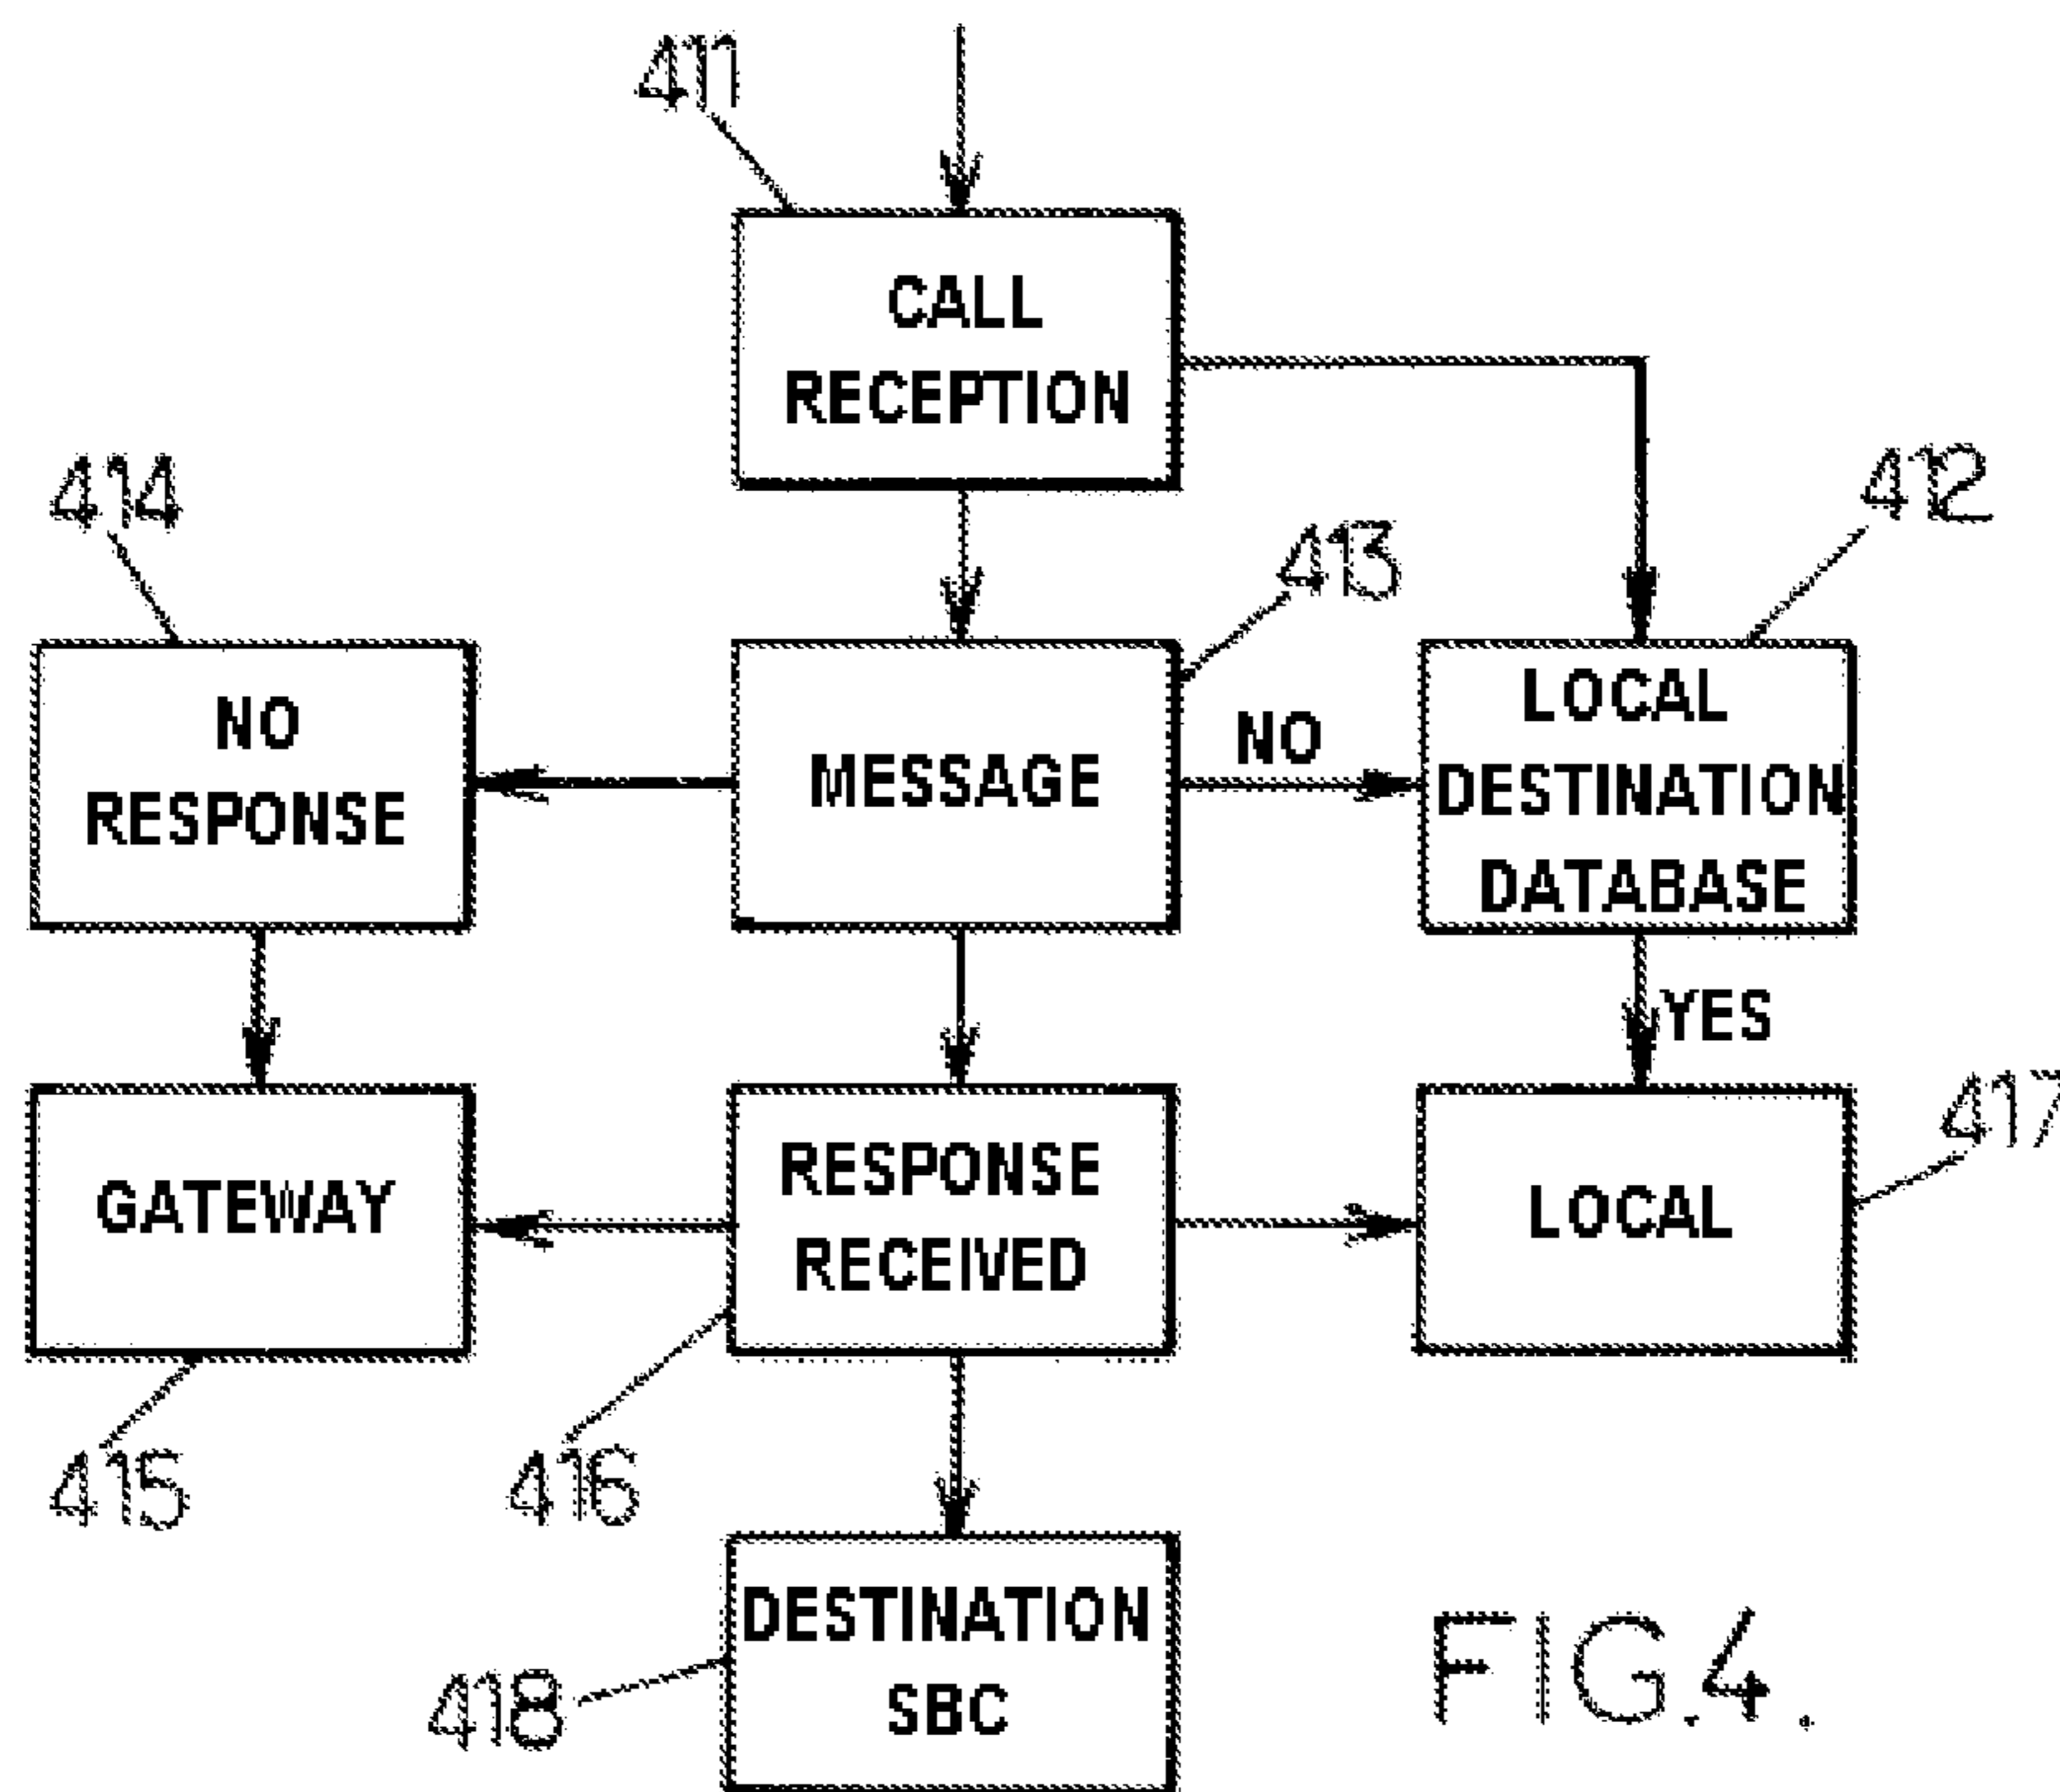 411
CALL
RECEPTION
414
412
413
NO
RESPONSE
MESSAGE
NO
LOCAL
DESTINATION
DATABASE
YES
417
GATEWAY
RESPONSE
RECEIVED
LOCAL
415
416
DESTINATION
SBC
418
FIG.4.